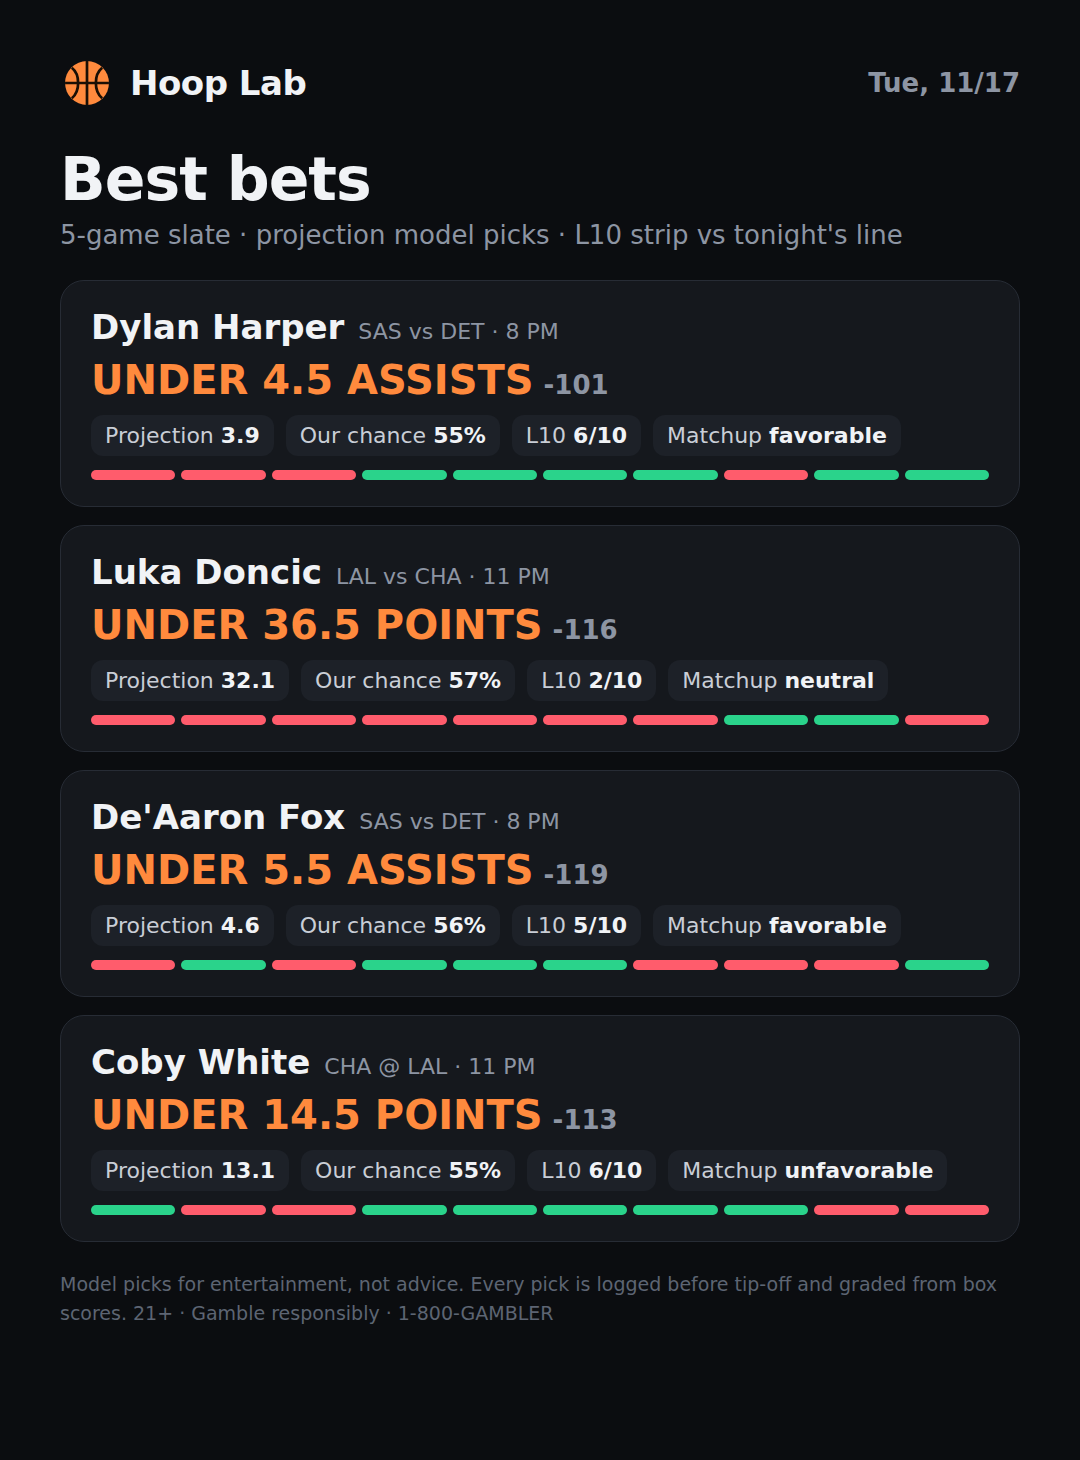 Hoop Lab
Tue, 11/17
Best bets
5-game slate · projection model picks · L10 strip vs tonight's line
Dylan Harper SAS vs DET · 8 PM
UNDER 4.5 ASSISTS -101
Projection 3.9 Our chance 55% L10 6/10 Matchup favorable
Luka Doncic LAL vs CHA · 11 PM
UNDER 36.5 POINTS -116
Projection 32.1 Our chance 57% L10 2/10 Matchup neutral
De'Aaron Fox SAS vs DET · 8 PM
UNDER 5.5 ASSISTS -119
Projection 4.6 Our chance 56% L10 5/10 Matchup favorable
Coby White CHA @ LAL · 11 PM
UNDER 14.5 POINTS -113
Projection 13.1 Our chance 55% L10 6/10 Matchup unfavorable
Model picks for entertainment, not advice. Every pick is logged before tip-off and graded from box
scores. 21+ · Gamble responsibly · 1-800-GAMBLER